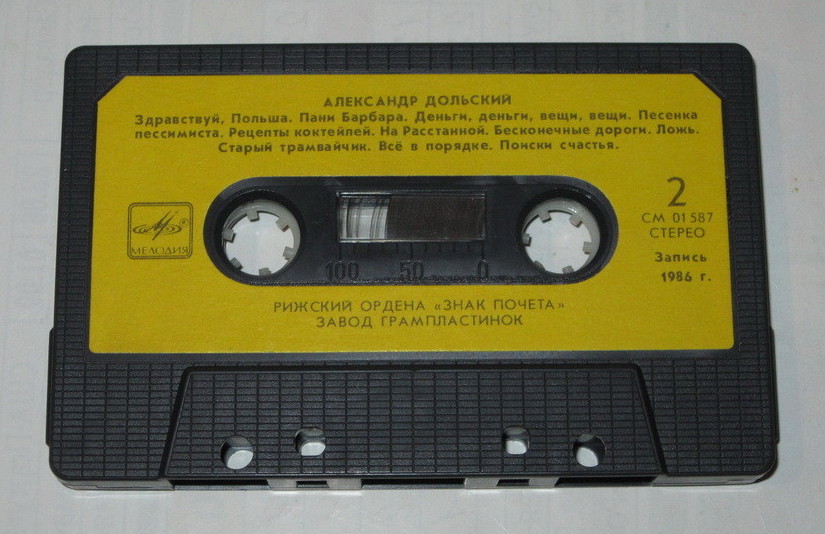 АЛЕКСАНДР ДОЛЬСКИЙ
Здравствуй, Польша. Пани Барбара. Деньги, деньги, вещи, вещи. Песенка
пессимиста. Рецепты коктейлей. На Расстанной. Бесконечные дороги. Ложь.
Старый трамвайчик. Всё в порядке. Поиски счастья.
2
СМ 01587
СТЕРЕО
Запись
1986 г.
®
МЕЛОДИЯ
100 50 0
РИЖСКИЙ ОРДЕНА «ЗНАК ПОЧЕТА»
ЗАВОД ГРАМПЛАСТИНОК